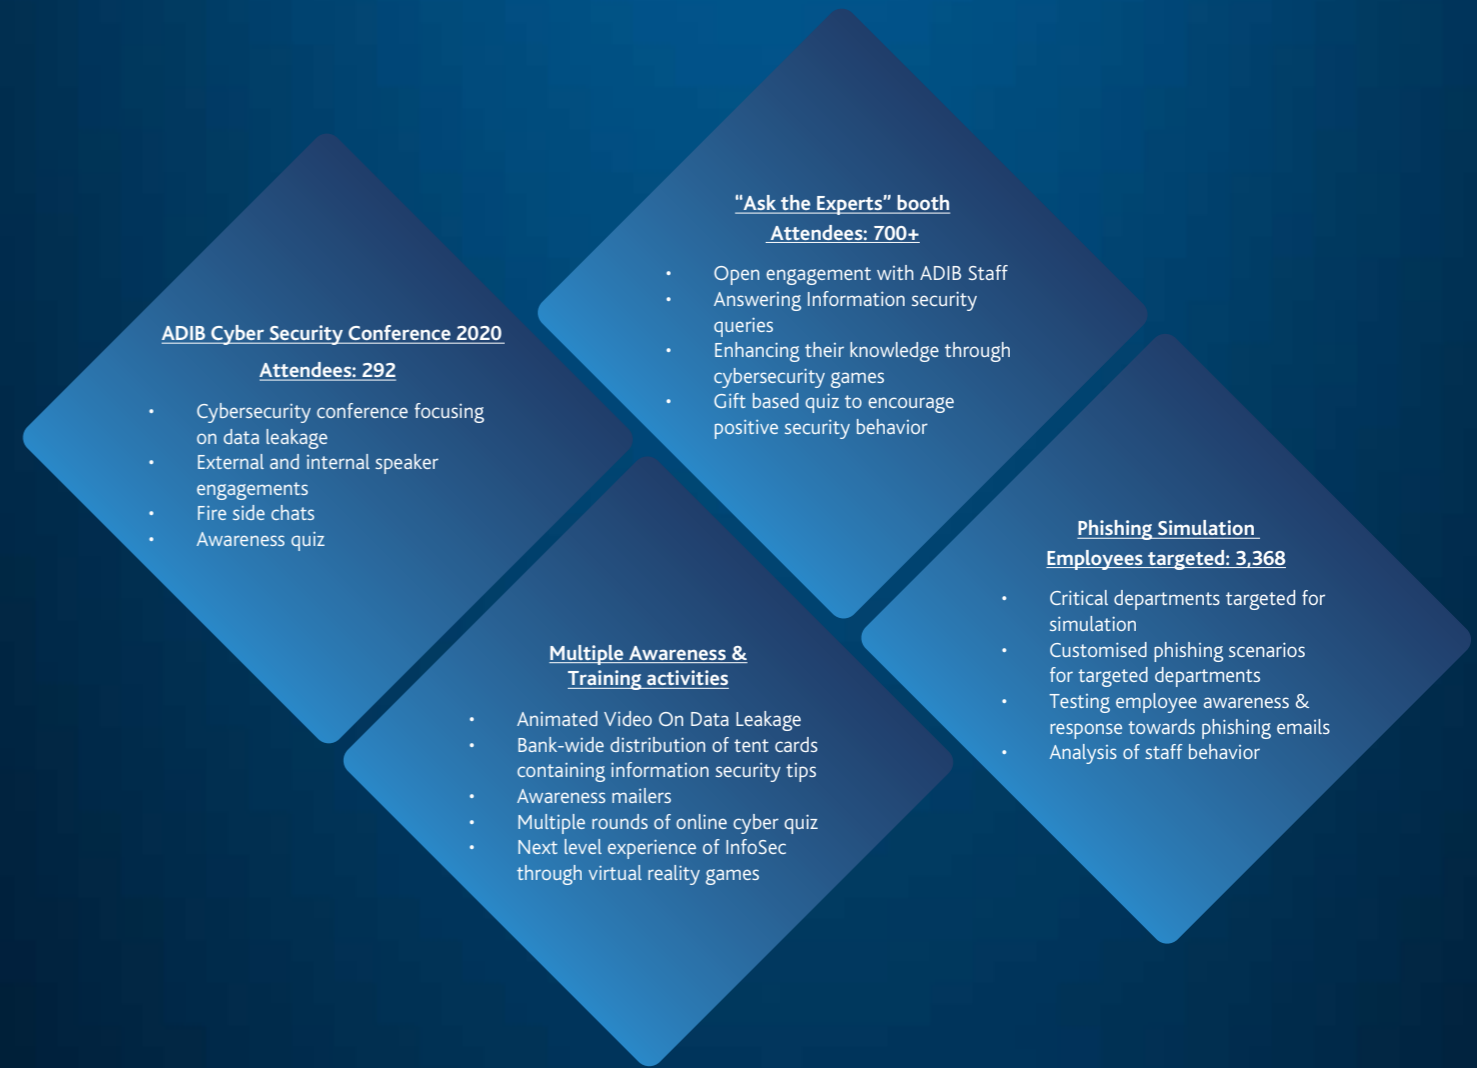 ADIB Cyber Security Conference 2020
Attendees: 292
• Cybersecurity conference focusing
on data leakage
• External and internal speaker
engagements
• Fire side chats
• Awareness quiz
“Ask the Experts” booth
Attendees: 700+
• Open engagement with ADIB Staff
• Answering Information security
queries
• Enhancing their knowledge through
cybersecurity games
• Gift based quiz to encourage
positive security behavior
Multiple Awareness &
Training activities
• Animated Video On Data Leakage
• Bank-wide distribution of tent cards
containing information security tips
• Awareness mailers
• Multiple rounds of online cyber quiz
• Next level experience of InfoSec
through virtual reality games
Phishing Simulation
Employees targeted: 3,368
• Critical departments targeted for
simulation
• Customised phishing scenarios
for targeted departments
• Testing employee awareness &
response towards phishing emails
• Analysis of staff behavior